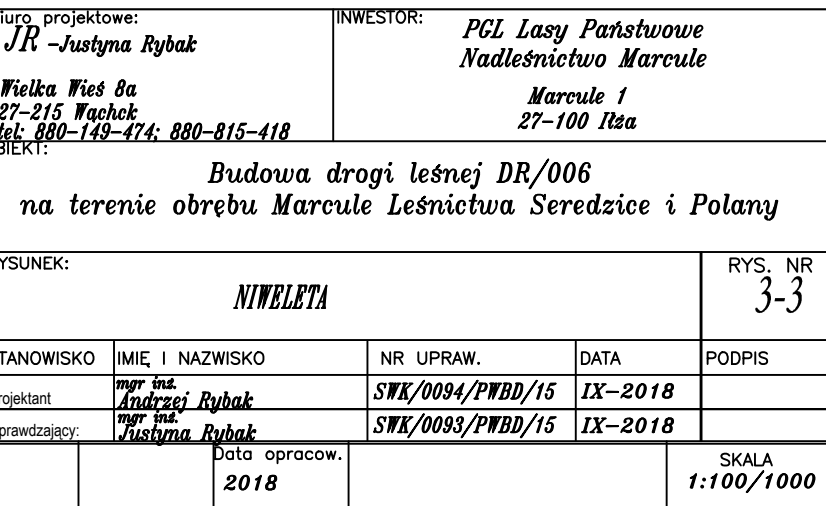 iuro projektowe:
JR -Justyna Rybak
Wielka Wieś 8a
27-215 Wąchck
tel: 880-149-474; 880-815-418
INWESTOR:
PGL Lasy Państwowe
Nadleśnictwo Marcule
Marcule 1
27-100 Iłża
BIEKT:
Budowa drogi leśnej DR/006
na terenie obrębu Marcule Leśnictwa Seredzice i Polany
YSUNEK:
NIWELETA
RYS. NR
3-3
TANOWISKO IMIĘ I NAZWISKO NR UPRAW. DATA PODPIS
rojektant mgr inż. Andrzej Rybak SWK/0094/PWBD/15 IX-2018
prawdzający: mgr inż. Justyna Rybak SWK/0093/PWBD/15 IX-2018
Data opracow.
2018
SKALA
1:100/1000